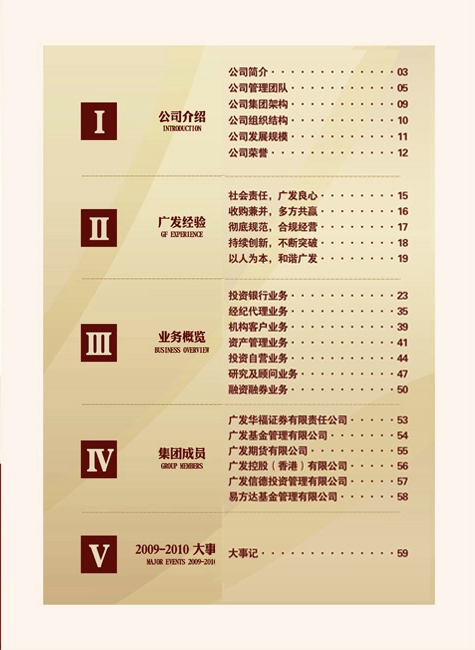 I
公司介绍
INTRODUCTION
公司简介 03
公司管理团队 05
公司集团架构 09
公司组织结构 10
公司发展规模 11
公司荣誉 12
II
广发经验
GF EXPERIENCE
社会责任，广发良心 15
收购兼并，多方共赢 16
彻底规范，合规经营 17
持续创新，不断突破 18
以人为本，和谐广发 19
III
业务概览
BUSINESS OVERVIEW
投资银行业务 23
经纪代理业务 35
机构客户业务 39
资产管理业务 41
投资自营业务 44
研究及顾问业务 47
融资融券业务 50
IV
集团成员
GROUP MEMBERS
广发华福证券有限责任公司 53
广发基金管理有限公司 54
广发期货有限公司 55
广发控股（香港）有限公司 56
广发信德投资管理有限公司 57
易方达基金管理有限公司 58
V
2009-2010 大事
MAJOR EVENTS 2009-2010
大事记 59